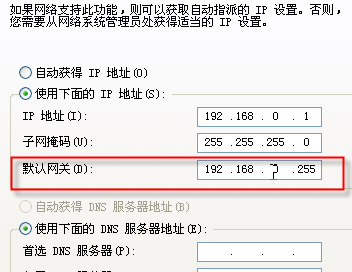 如果网络支持此功能，则可以获取自动指派的 IP 设置。否则，
您需要从网络系统管理员处获得适当的 IP 设置。
自动获得 IP 地址(O)
使用下面的 IP 地址(S):
IP 地址(I): 192 .168 . 0 . 1
子网掩码(U): 255 .255 .255 . 0
默认网关(D): 192 .168 . 0 .255
自动获得 DNS 服务器地址(B)
使用下面的 DNS 服务器地址(E):
首选 DNS 服务器(P): . . .